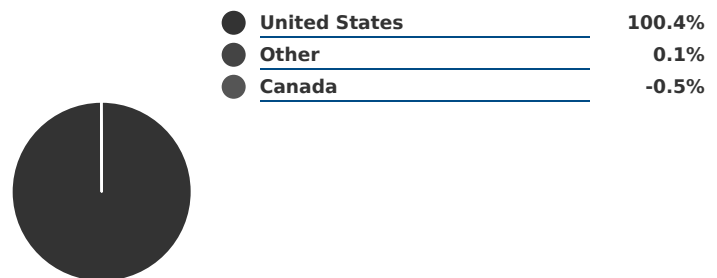 United States 100.4%
Other 0.1%
Canada -0.5%